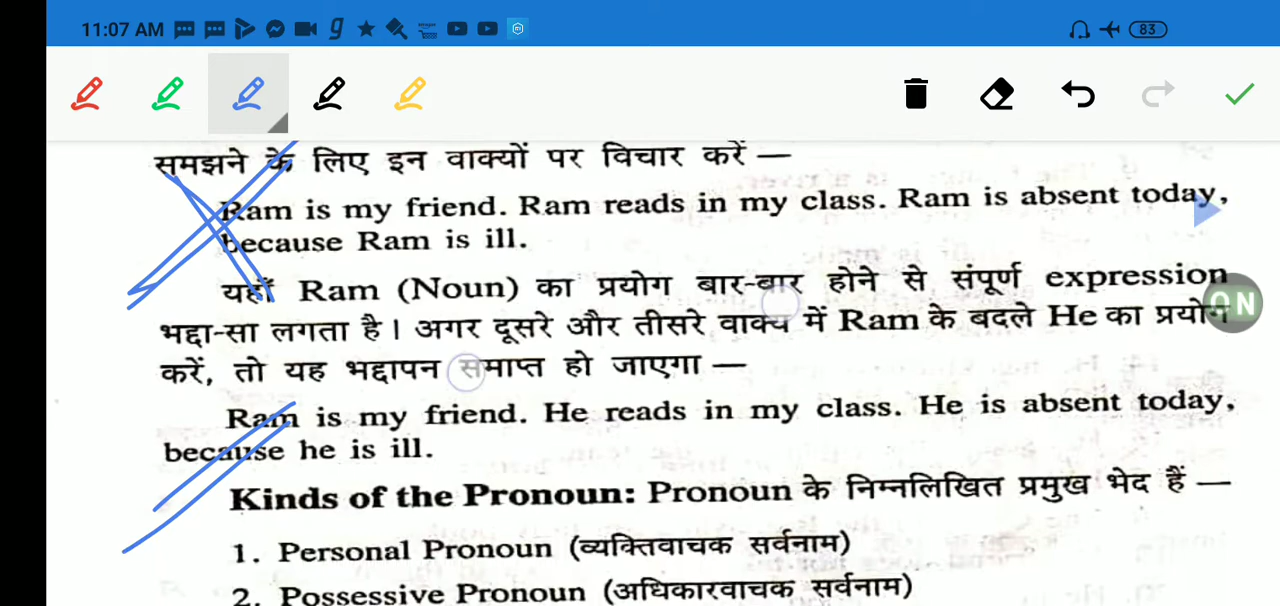 11:07 AM 83
समझने के लिए इन वाक्यों पर विचार करें —
Ram is my friend. Ram reads in my class. Ram is absent today,
because Ram is ill.
यहाँ Ram (Noun) का प्रयोग बार-बार होने से संपूर्ण expression
ON
भद्दा-सा लगता है। अगर दूसरे और तीसरे वाक्य में Ram के बदले He का प्रयोग
करें, तो यह भद्दापन समाप्त हो जाएगा —
Ram is my friend. He reads in my class. He is absent today,
because he is ill.
Kinds of the Pronoun: Pronoun के निम्नलिखित प्रमुख भेद हैं —
1. Personal Pronoun (व्यक्तिवाचक सर्वनाम)
2. Possessive Pronoun (अधिकारवाचक सर्वनाम)